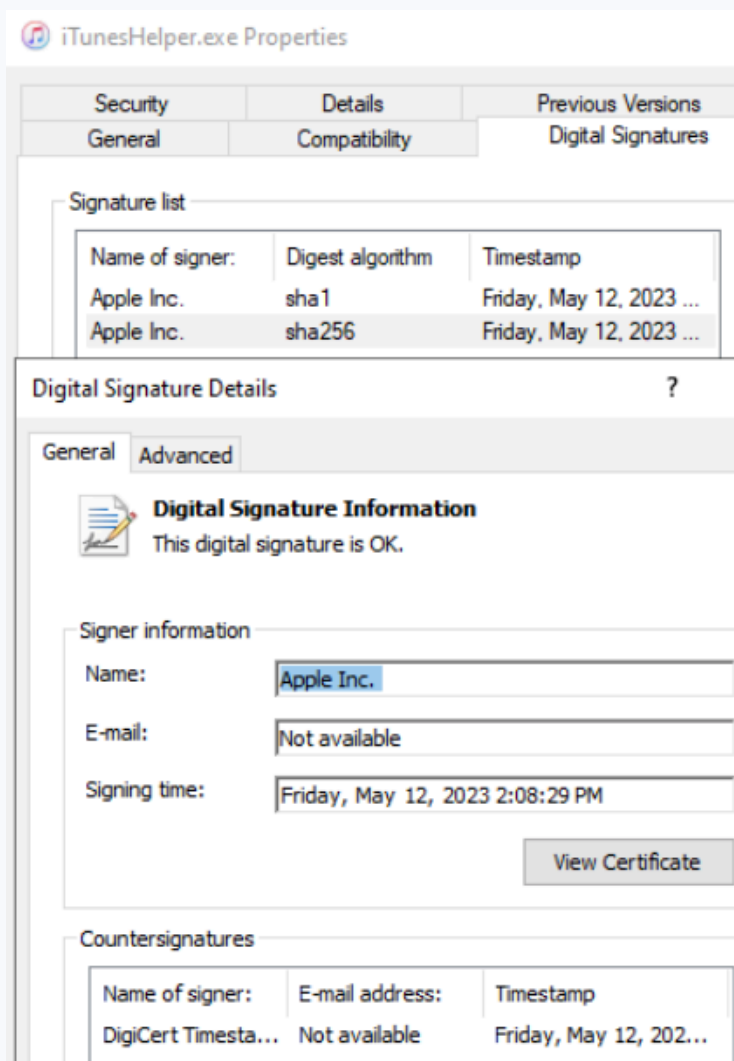 iTunesHelper.exe Properties
Security Details Previous Versions
General Compatibility Digital Signatures
Signature list
Name of signer: Digest algorithm Timestamp
Apple Inc. sha1 Friday, May 12, 2023 ...
Apple Inc. sha256 Friday, May 12, 2023 ...
Digital Signature Details ?
General Advanced
Digital Signature Information
This digital signature is OK.
Signer information
Name: Apple Inc.
E-mail: Not available
Signing time: Friday, May 12, 2023 2:08:29 PM
View Certificate
Countersignatures
Name of signer: E-mail address: Timestamp
DigiCert Timesta... Not available Friday, May 12, 202...